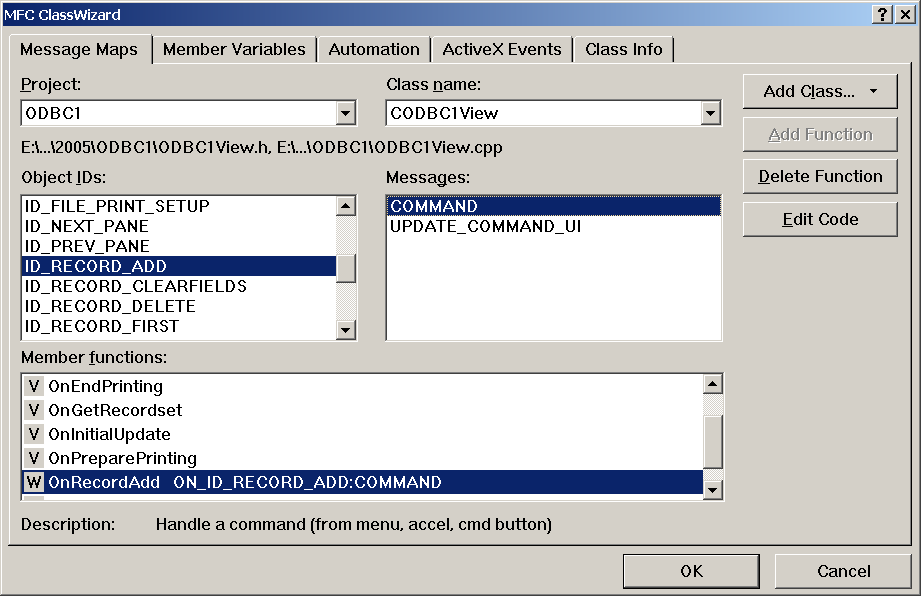 MFC ClassWizard
Message Maps Member Variables Automation ActiveX Events Class Info
Project: Class name:
ODBC1 CODBC1View
Add Class...
E:\...\2005\ODBC1\ODBC1View.h, E:\...\ODBC1\ODBC1View.cpp
Add Function
Object IDs: Messages:
Delete Function
ID_FILE_PRINT_SETUP COMMAND
ID_NEXT_PANE UPDATE_COMMAND_UI
Edit Code
ID_PREV_PANE
ID_RECORD_ADD
ID_RECORD_CLEARFIELDS
ID_RECORD_DELETE
ID_RECORD_FIRST
Member functions:
V OnEndPrinting
V OnGetRecordset
V OnInitialUpdate
V OnPreparePrinting
W OnRecordAdd ON_ID_RECORD_ADD:COMMAND
Description: Handle a command (from menu, accel, cmd button)
OK Cancel